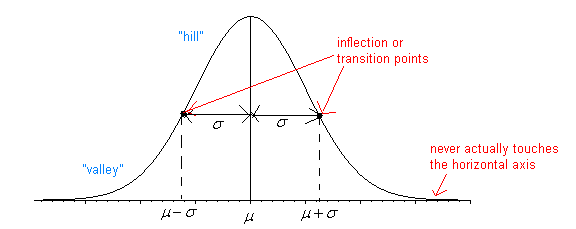 "hill"
inflection or
transition points
σ σ
"valley"
never actually touches
the horizontal axis
μ-σ μ μ+σ